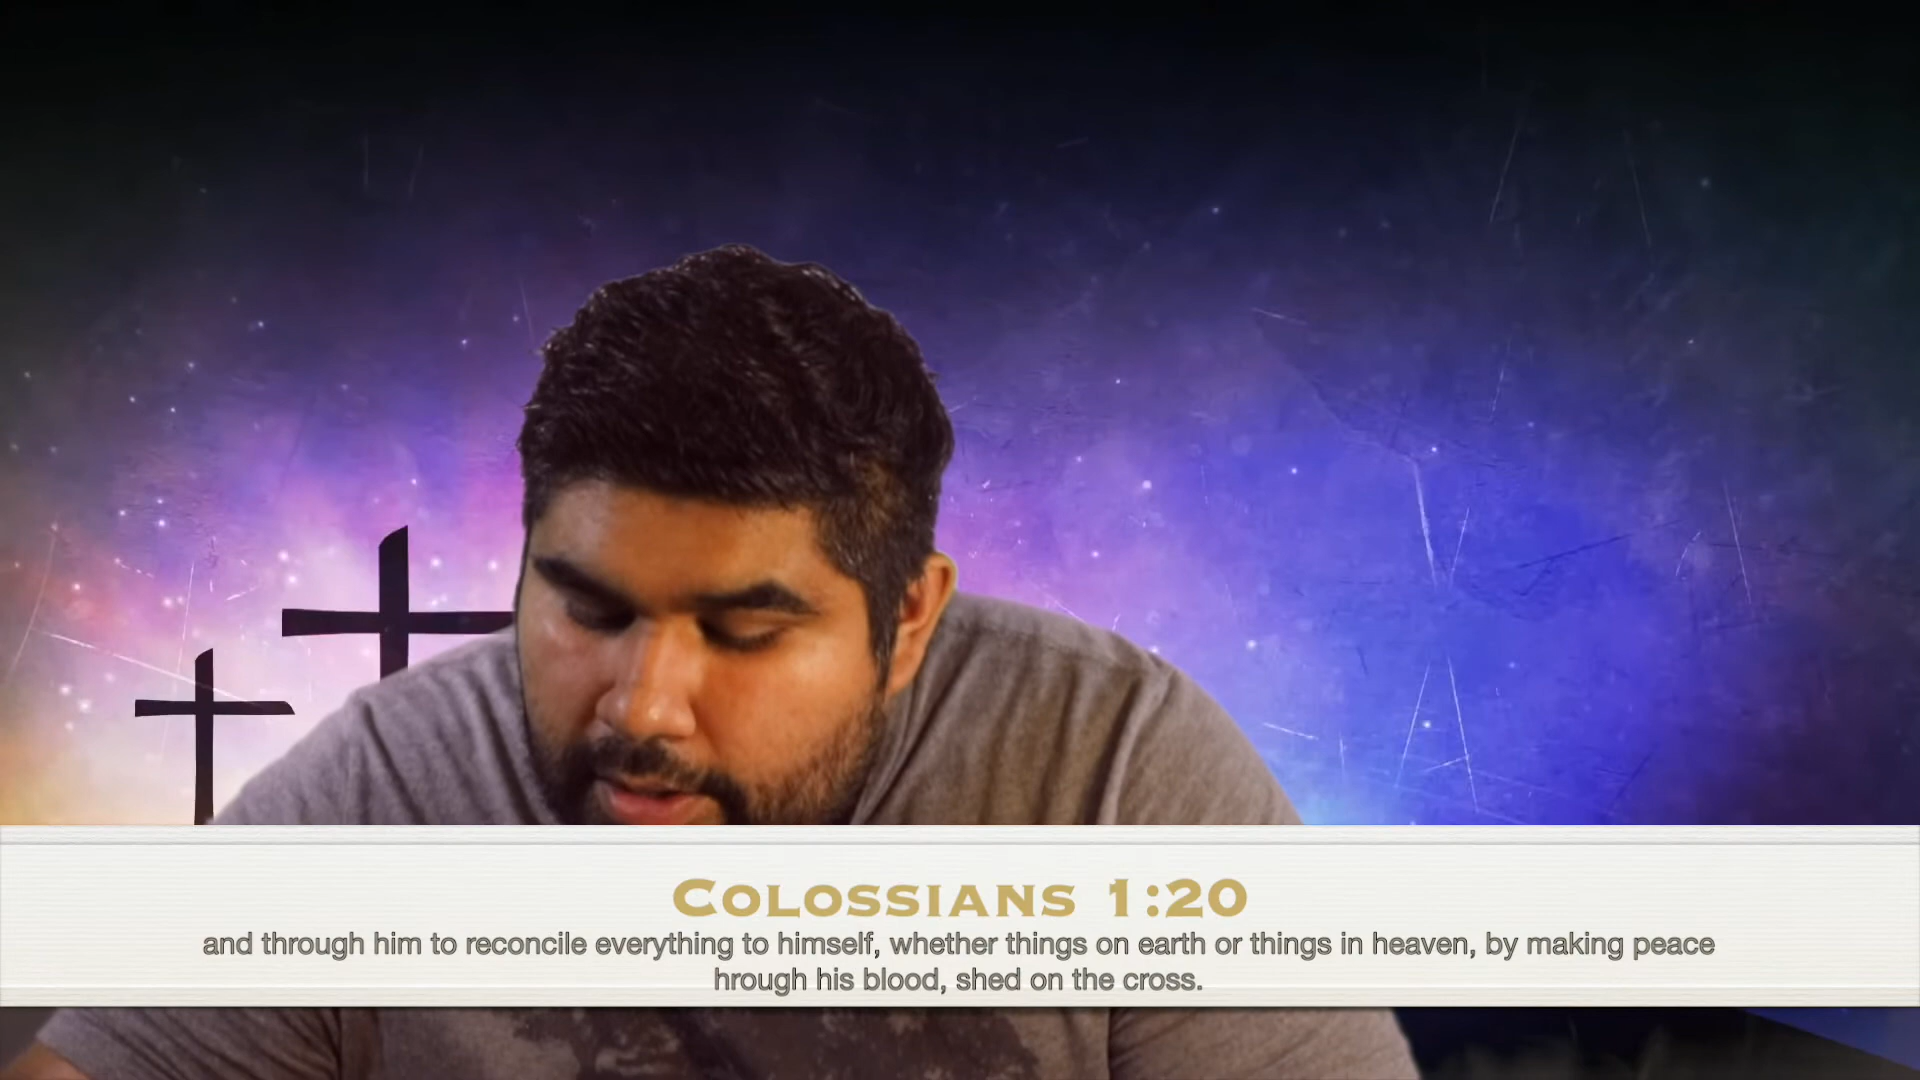 Colossians 1:20
and through him to reconcile everything to himself, whether things on earth or things in heaven, by making peace
hrough his blood, shed on the cross.